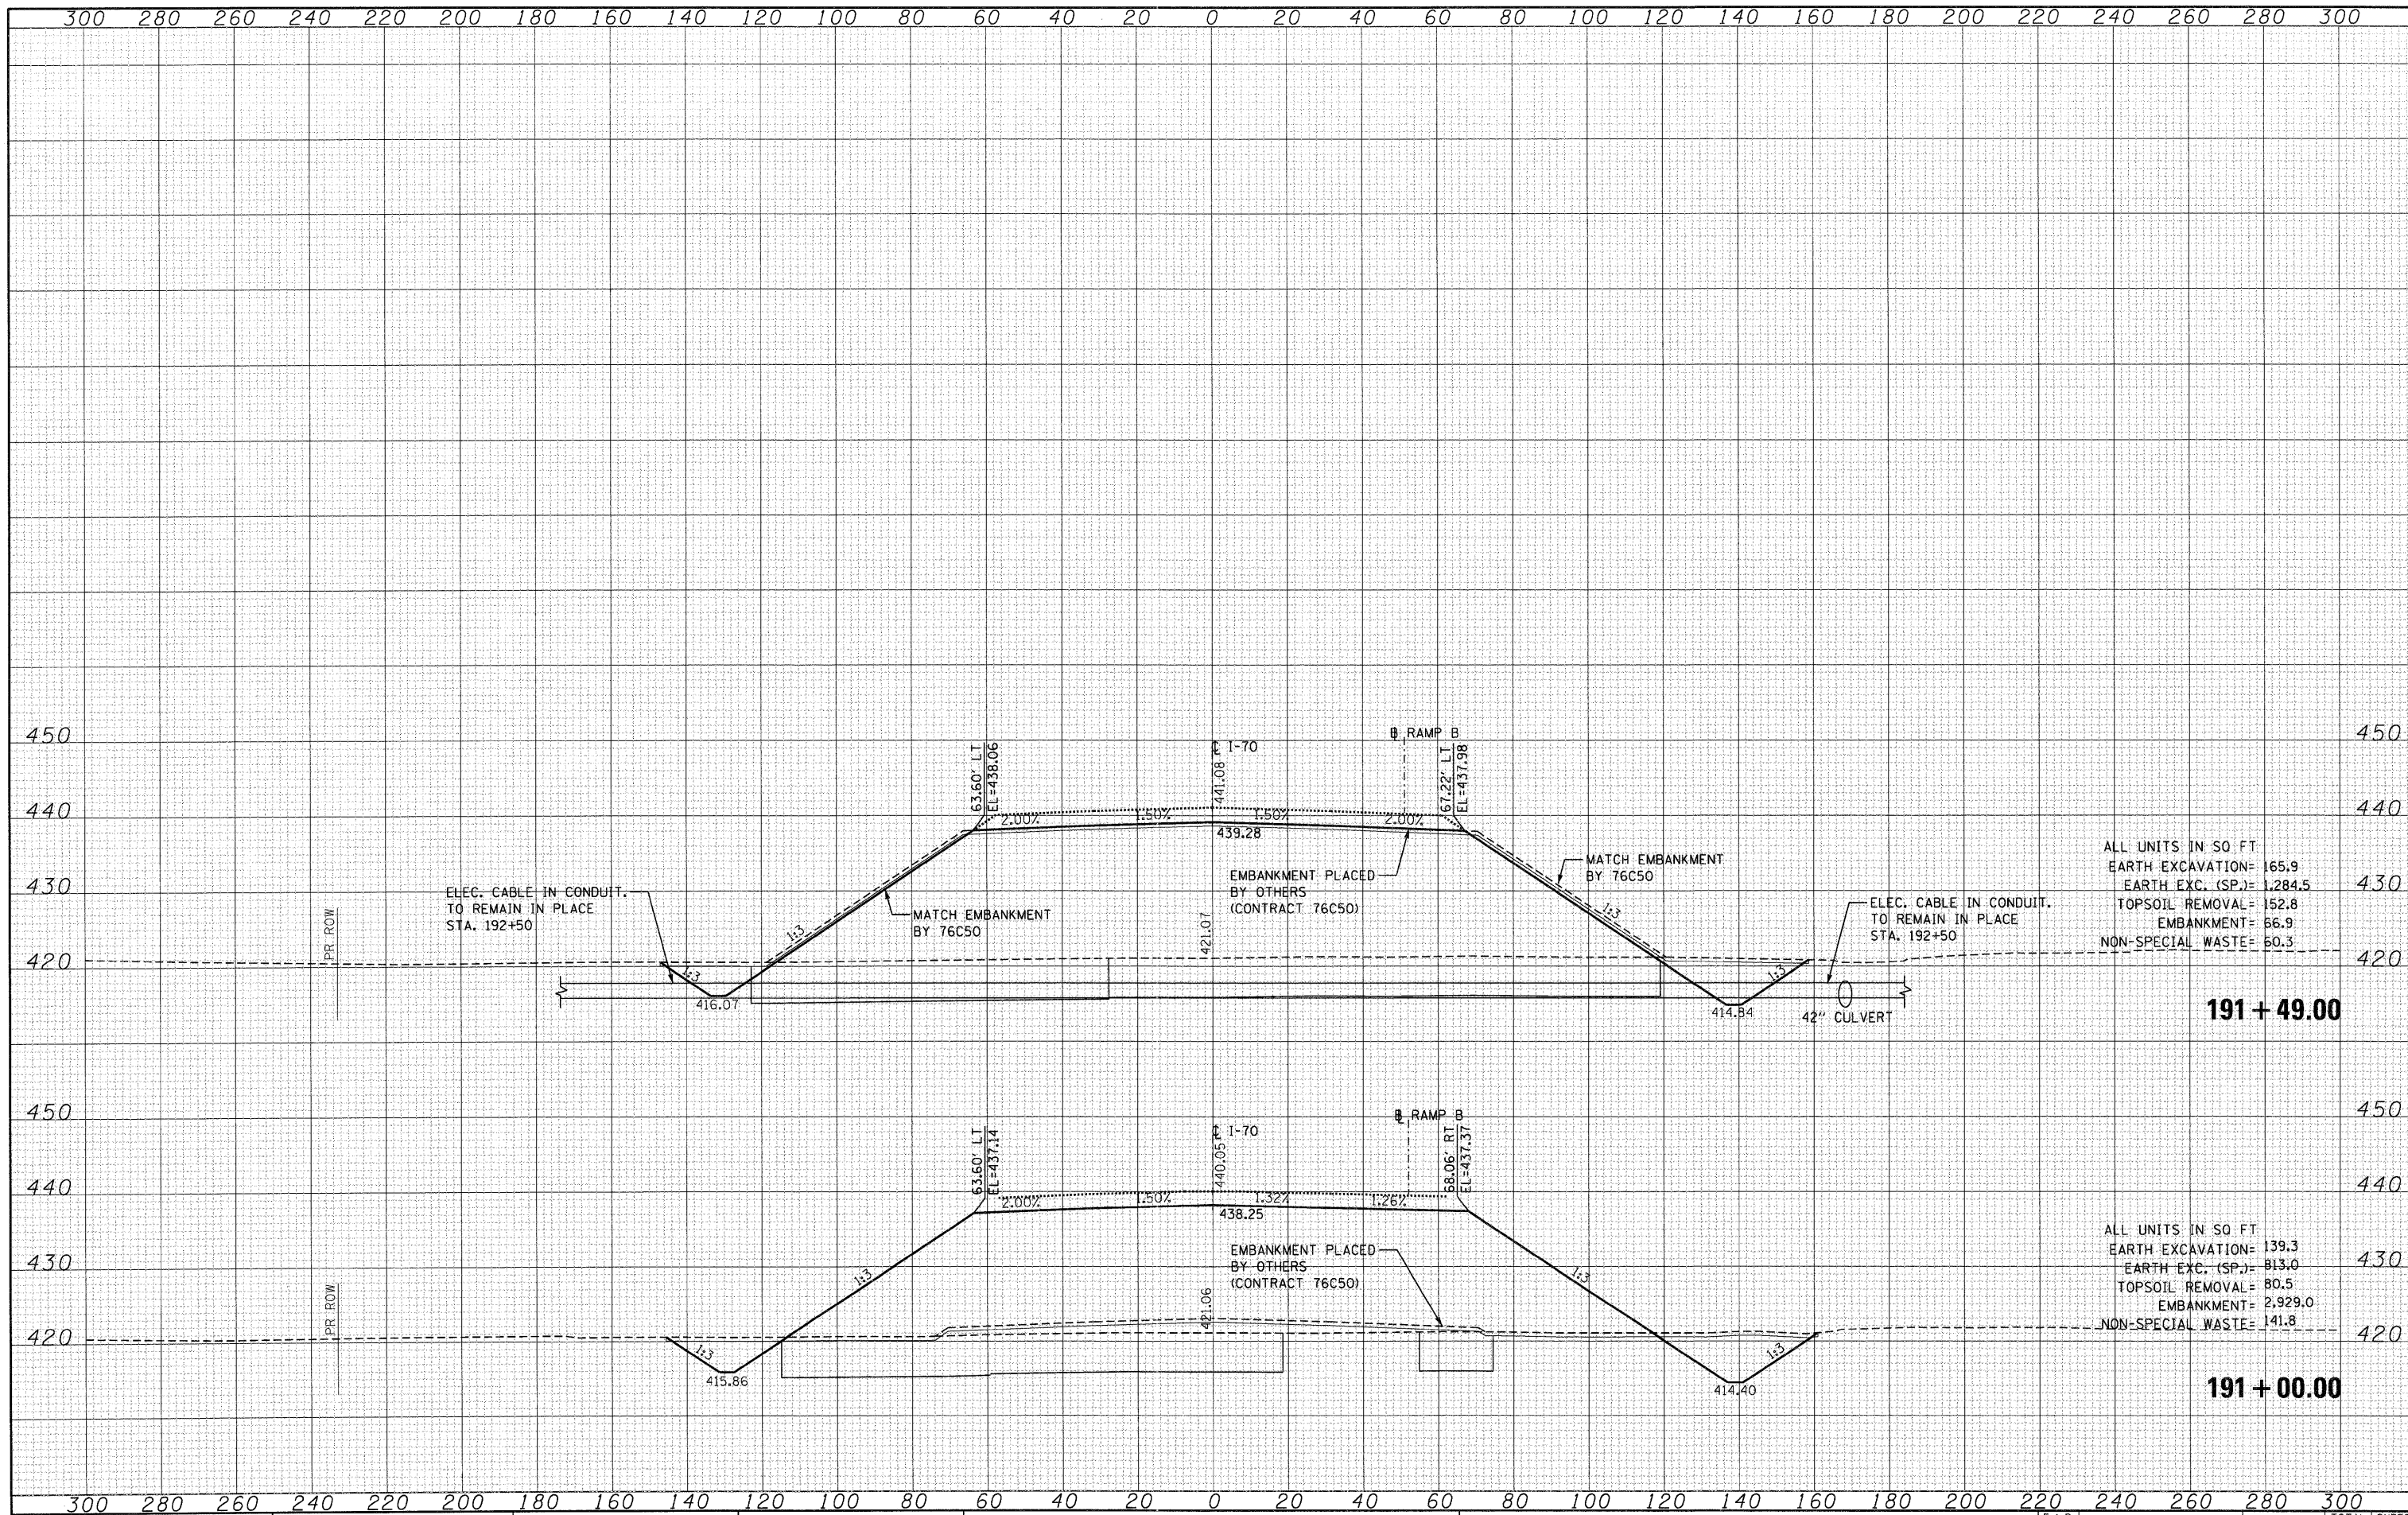 300 280 260 240 220 200 180 160 140 120 100 80 60 40 20 0 20 40 60 80 100 120 140 160 180 200 220 240 260 280 300
450 450
℄ RAMP B
℄ I-70
63.60' LT
EL=438.06
441.08
67.22' LT
EL=437.98
440 440
2.00% 1.50% 1.50% 2.00%
439.28
ALL UNITS IN SQ FT
EARTH EXCAVATION= 165.9
EARTH EXC. (SP.)= 1,284.5
TOPSOIL REMOVAL= 152.8
EMBANKMENT= 66.9
NON-SPECIAL WASTE= 60.3
MATCH EMBANKMENT
BY 76C50
EMBANKMENT PLACED
BY OTHERS
(CONTRACT 76C50)
430 430
ELEC. CABLE IN CONDUIT.
TO REMAIN IN PLACE
STA. 192+50
MATCH EMBANKMENT
BY 76C50
ELEC. CABLE IN CONDUIT.
TO REMAIN IN PLACE
STA. 192+50
PR ROW
1:3
421.07
1:3
420 420
1:3
1:3
416.07
414.84
42" CULVERT
191+49.00
450 450
℄ RAMP B
℄ I-70
63.60' LT
EL=437.14
440.05
68.06' RT
EL=437.37
440 440
2.00% 1.50% 1.32% 1.26%
438.25
ALL UNITS IN SQ FT
EARTH EXCAVATION= 139.3
EARTH EXC. (SP.)= 813.0
TOPSOIL REMOVAL= 80.5
EMBANKMENT= 2,929.0
NON-SPECIAL WASTE= 141.8
EMBANKMENT PLACED
BY OTHERS
(CONTRACT 76C50)
430 430
1:3
1:3
PR ROW
421.06
420 420
1:3
1:3
415.86
414.40
191+00.00
300 280 260 240 220 200 180 160 140 120 100 80 60 40 20 0 20 40 60 80 100 120 140 160 180 200 220 240 260 280 300